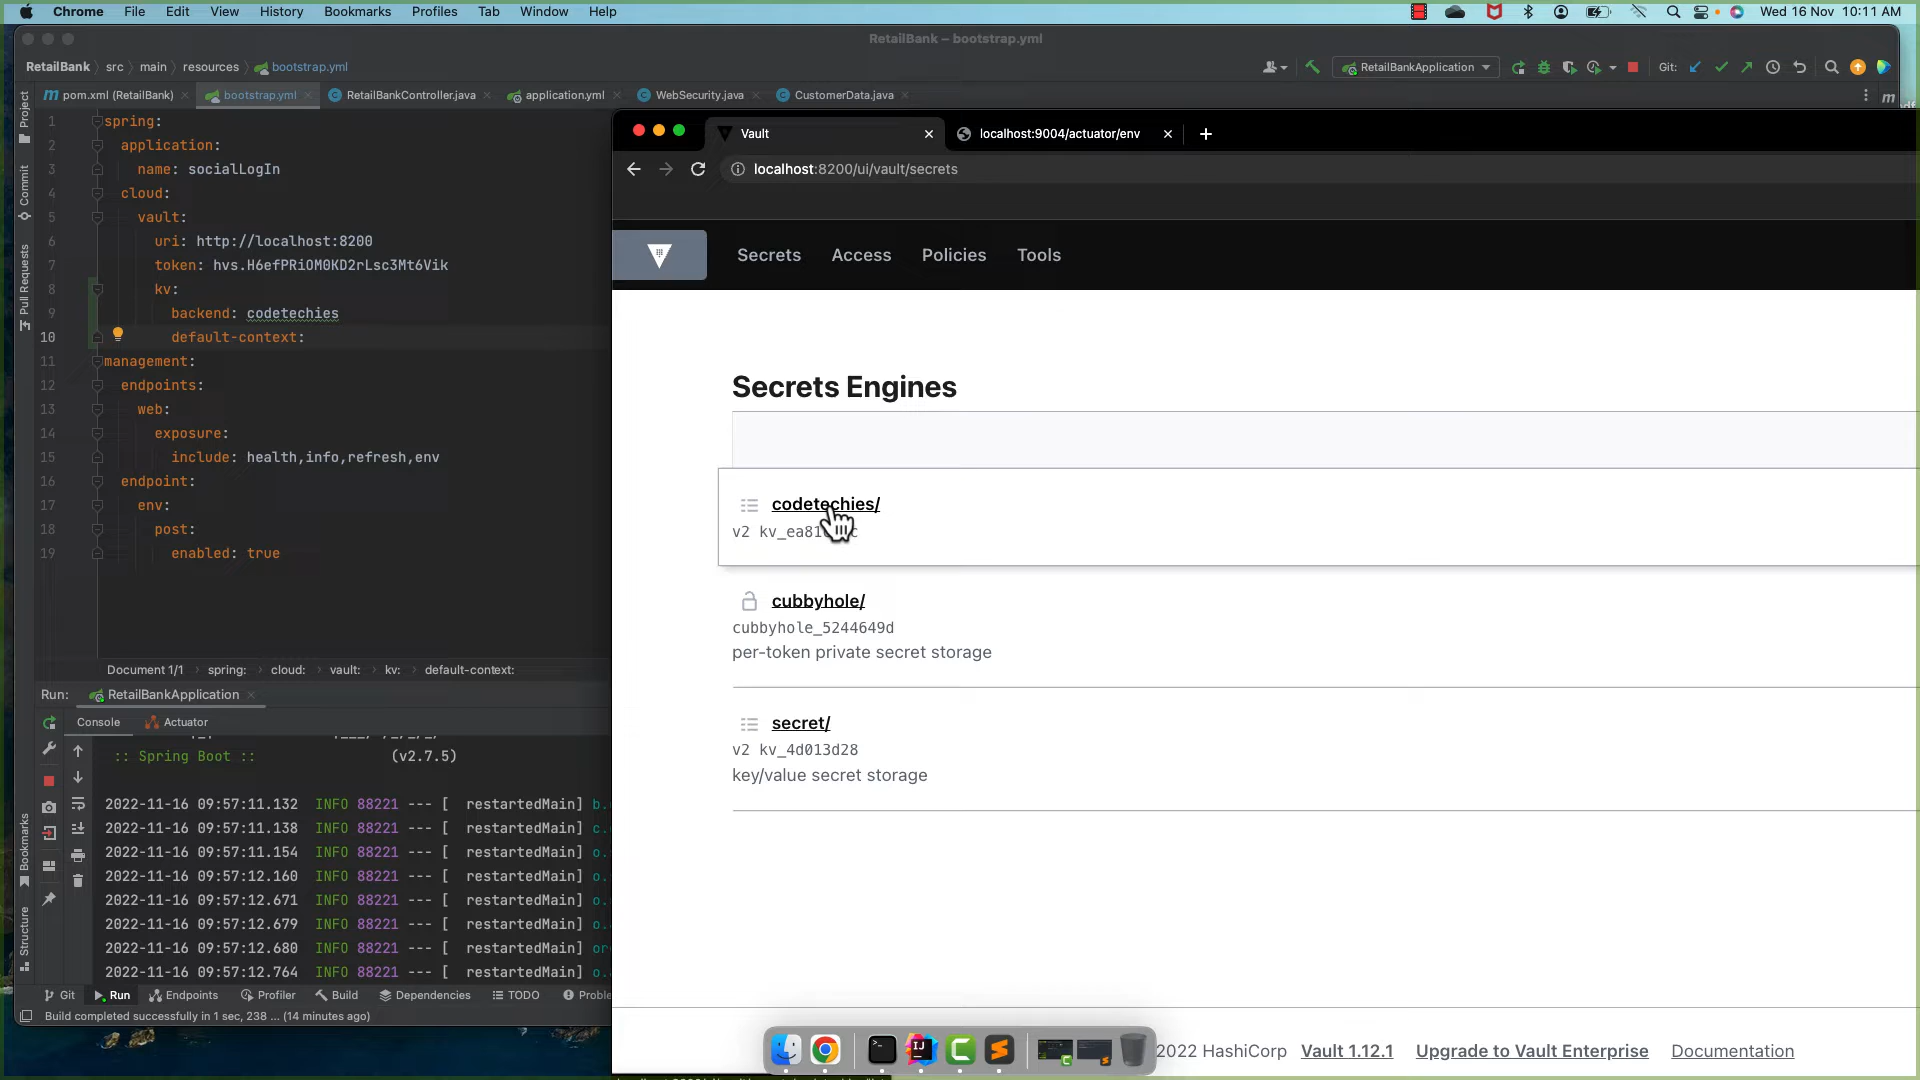 Chrome File Edit View History Bookmarks Profiles Tab Window Help Wed 16 Nov 10:11 AM
RetailBank – bootstrap.yml
RetailBank src main resources bootstrap.yml RetailBankApplication Git:
pom.xml (RetailBank) bootstrap.yml RetailBankController.java application.yml WebSecurity.java CustomerData.java
Project
Commit
Pull Requests
Bookmarks
Structure
1 spring:
2 application:
3 name: socialLogIn
4 cloud:
5 vault:
6 uri: http://localhost:8200
7 token: hvs.H6efPRiOM0KD2rLsc3Mt6Vik
8 kv:
9 backend: codetechies
10 default-context:
11 management:
12 endpoints:
13 web:
14 exposure:
15 include: health,info,refresh,env
16 endpoint:
17 env:
18 post:
19 enabled: true
Document 1/1 spring: cloud: vault: kv: default-context:
Run: RetailBankApplication
Console Actuator
:: Spring Boot :: (v2.7.5)
2022-11-16 09:57:11.132 INFO 88221 --- [ restartedMain] b.
2022-11-16 09:57:11.138 INFO 88221 --- [ restartedMain] c.
2022-11-16 09:57:11.154 INFO 88221 --- [ restartedMain] o.
2022-11-16 09:57:12.160 INFO 88221 --- [ restartedMain] o.
2022-11-16 09:57:12.671 INFO 88221 --- [ restartedMain] o.
2022-11-16 09:57:12.679 INFO 88221 --- [ restartedMain] o.
2022-11-16 09:57:12.680 INFO 88221 --- [ restartedMain] or
2022-11-16 09:57:12.764 INFO 88221 --- [ restartedMain] o.
Git Run Endpoints Profiler Build Dependencies TODO Proble
Build completed successfully in 1 sec, 238 ... (14 minutes ago)
Vault localhost:9004/actuator/env
localhost:8200/ui/vault/secrets
Secrets Access Policies Tools
Secrets Engines
codetechies/
v2 kv_ea81
cubbyhole/
cubbyhole_5244649d
per-token private secret storage
secret/
v2 kv_4d013d28
key/value secret storage
2022 HashiCorp Vault 1.12.1 Upgrade to Vault Enterprise Documentation